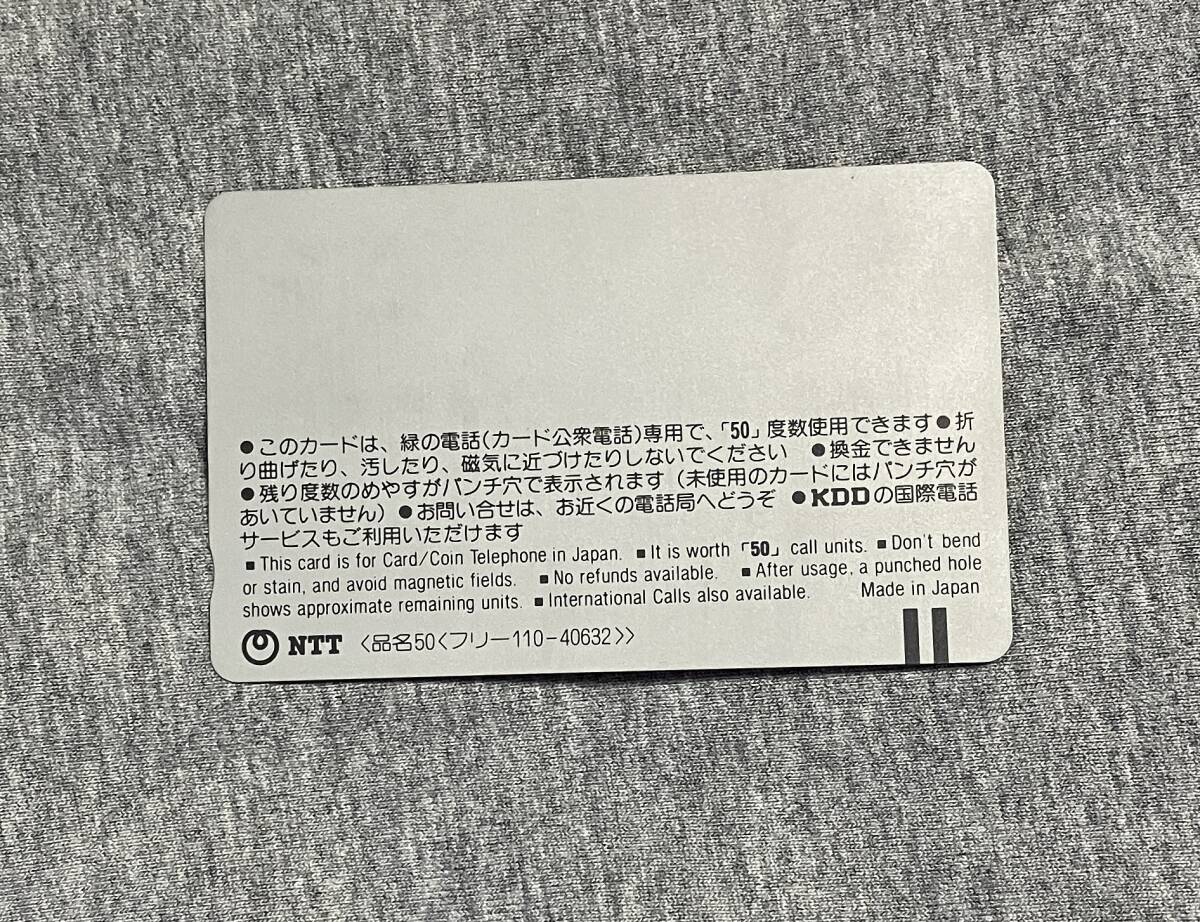 ●このカードは、緑の電話(カード公衆電話)専用で、「50」度数使用できます●折
り曲げたり、汚したり、磁気に近づけたりしないでください ●換金できません
●残り度数のめやすがパンチ穴で表示されます(未使用のカードにはパンチ穴が
あいていません)●お問い合せは、お近くの電話局へどうぞ ●KDDの国際電話
サービスもご利用いただけます
■This card is for Card/Coin Telephone in Japan. ■It is worth「50」call units. ■Don't bend
or stain, and avoid magnetic fields. ■No refunds available. ■After usage, a punched hole
shows approximate remaining units. ■International Calls also available. Made in Japan
NTT 〈品名50〈フリー110-40632〉〉